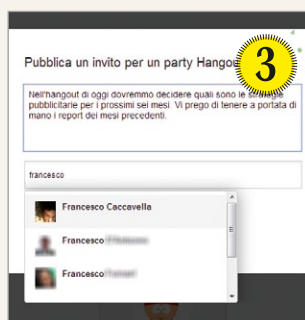 3
Pubblica un invito per un party Hangou
Nell'hangout di oggi dovremmo decidere quali sono le strategie
pubblicitarie per i prossimi sei mesi. Vi prego di tenere a portata di
mano i report dei mesi precedenti.
francesco
Francesco Caccavella
Francesco
Francesco